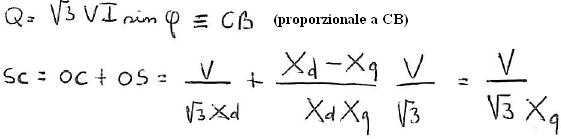 Q = √3 V I sin φ ≡ CB (proporzionale a CB)
SC = OC + OS = V/(√3 Xd) + (Xd - Xq)/(Xd Xq) V/√3 = V/(√3 Xq)